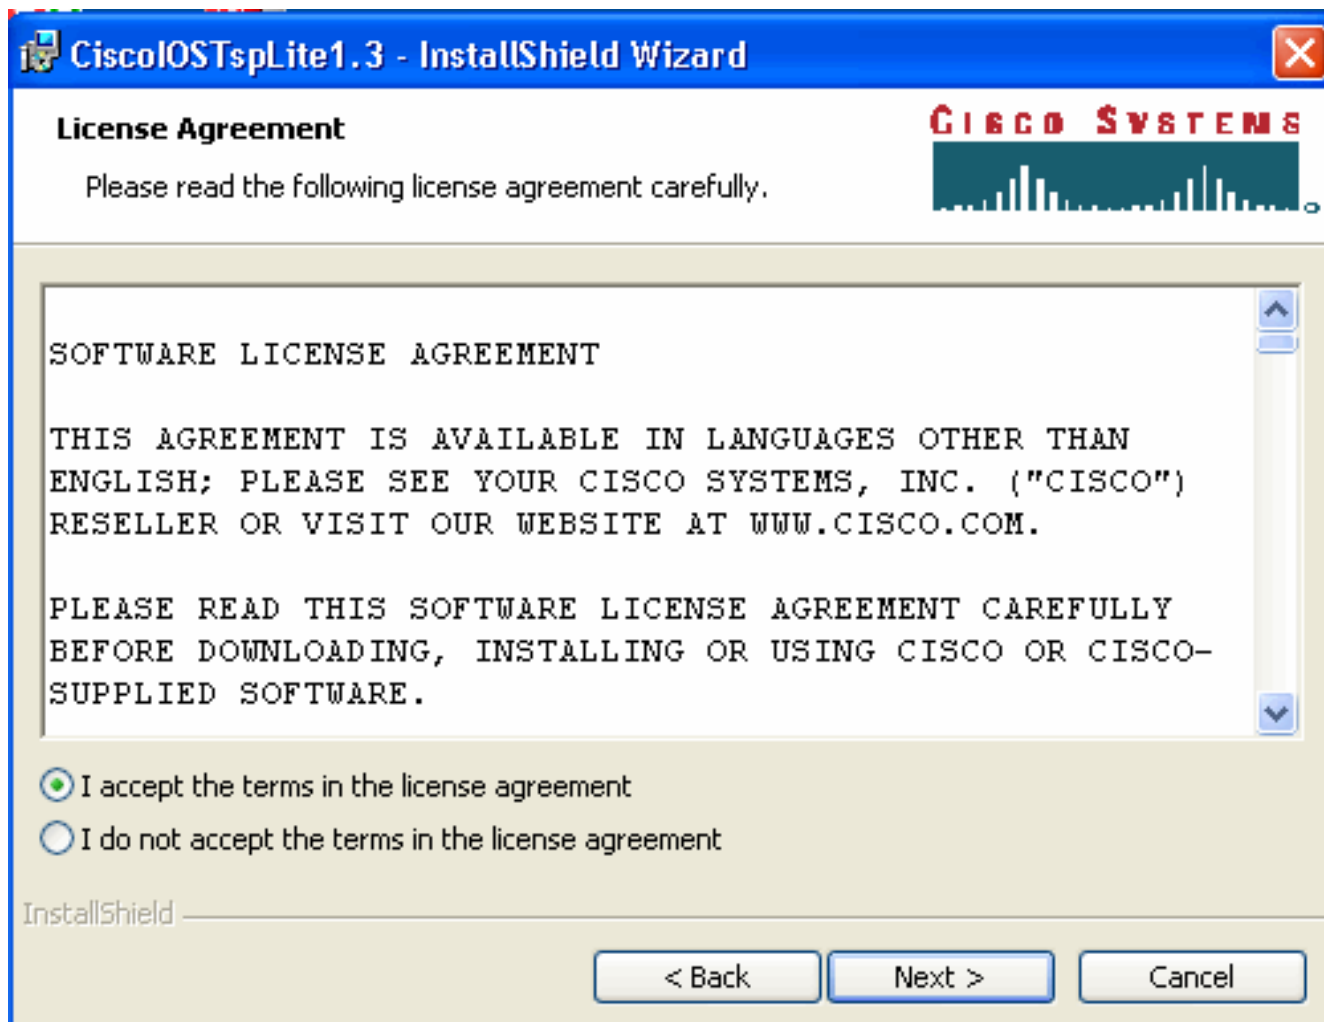 CiscoIOSTspLite1.3 - InstallShield Wizard
License Agreement
CISCO SYSTEMS
Please read the following license agreement carefully.
SOFTWARE LICENSE AGREEMENT
THIS AGREEMENT IS AVAILABLE IN LANGUAGES OTHER THAN
ENGLISH; PLEASE SEE YOUR CISCO SYSTEMS, INC. ("CISCO")
RESELLER OR VISIT OUR WEBSITE AT WWW.CISCO.COM.
PLEASE READ THIS SOFTWARE LICENSE AGREEMENT CAREFULLY
BEFORE DOWNLOADING, INSTALLING OR USING CISCO OR CISCO-
SUPPLIED SOFTWARE.
I accept the terms in the license agreement
I do not accept the terms in the license agreement
InstallShield
< Back
Next >
Cancel